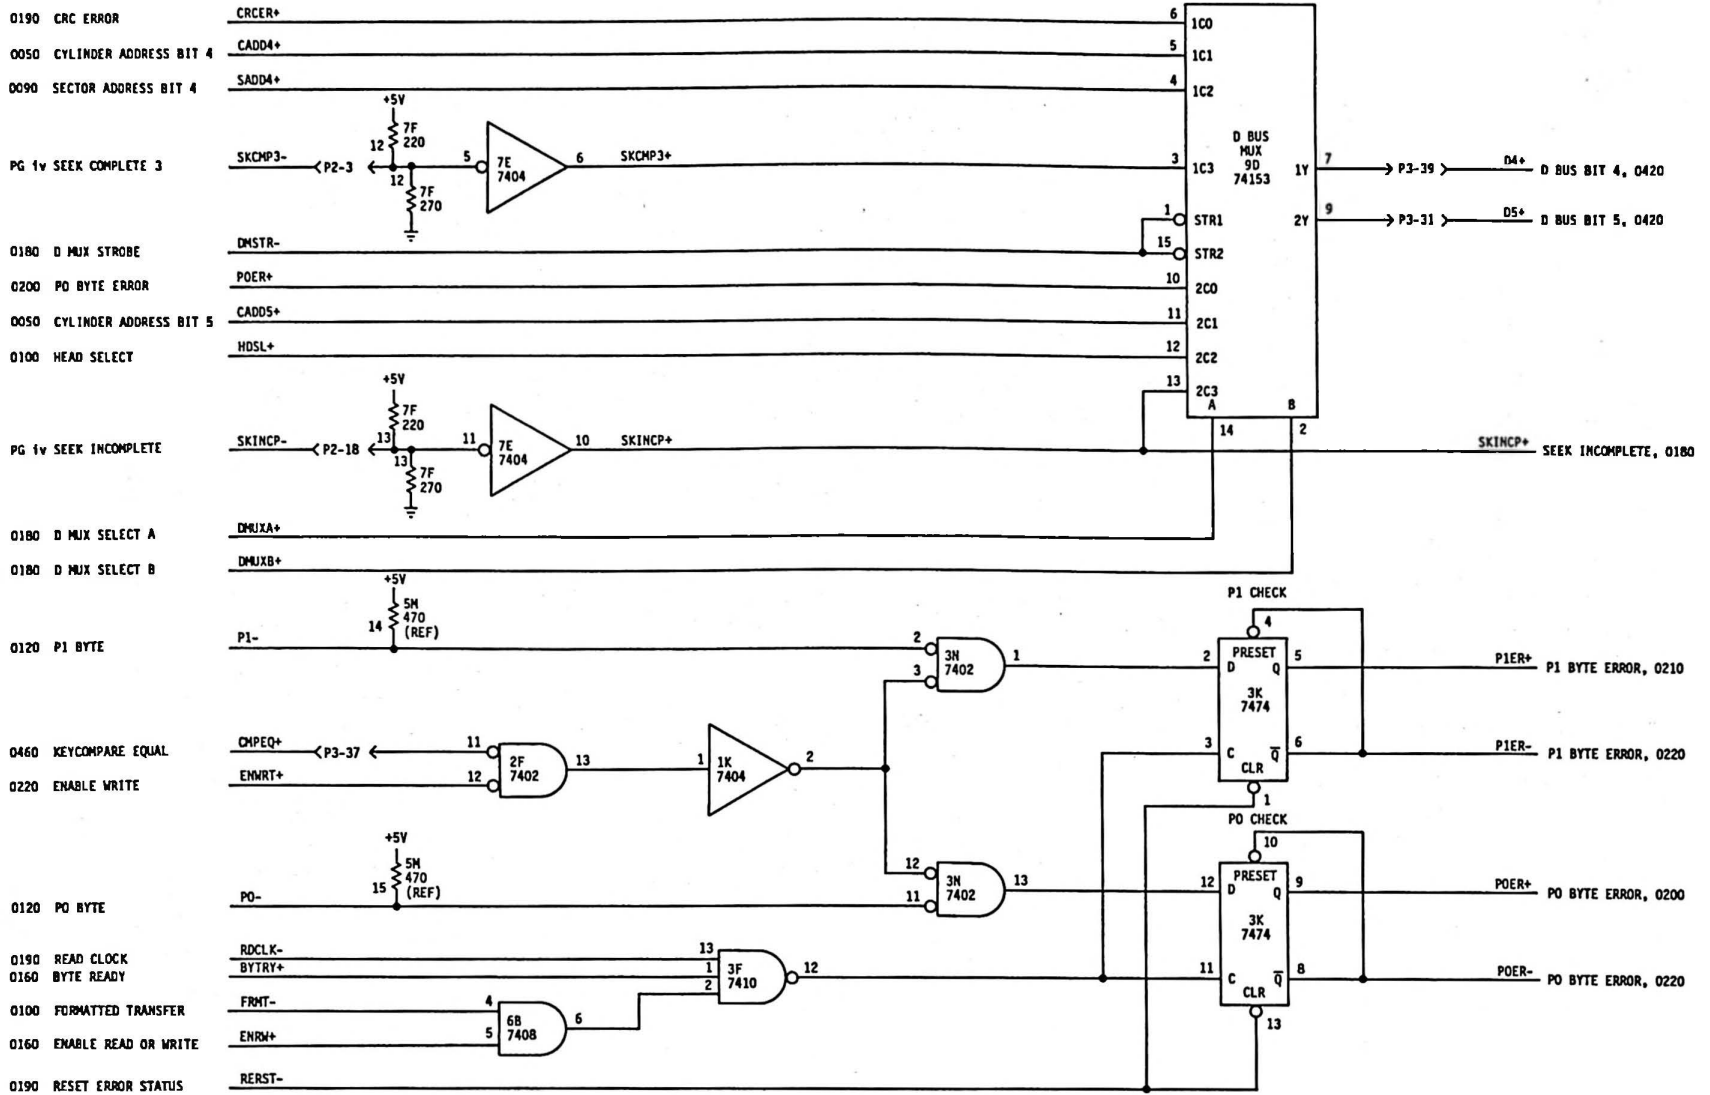 0190 CRC ERROR CRCER+ 6 1C0
0050 CYLINDER ADDRESS BIT 4 CADD4+ 5 1C1
0090 SECTOR ADDRESS BIT 4 SADD4+ 4 1C2
+5V
7F
220
12
D BUS
MUX
9D
74153
PG iv SEEK COMPLETE 3 SKCMP3- P2-3 5 7E 7404 6 SKCMP3+ 3 1C3 1Y 7 P3-39 D4+ D BUS BIT 4, 0420
12
7F
270
1 STR1 2Y 9 P3-31 D5+ D BUS BIT 5, 0420
0180 D MUX STROBE DMSTR- 15 STR2
0200 PO BYTE ERROR POER+ 10 2C0
0050 CYLINDER ADDRESS BIT 5 CADD5+ 11 2C1
0100 HEAD SELECT HDSL+ 12 2C2
+5V
7F
220
13 2C3
A B
14 2
13
PG iv SEEK INCOMPLETE SKINCP- P2-18 11 7E 7404 10 SKINCP+ SKINCP+ SEEK INCOMPLETE, 0180
13
7F
270
0180 D MUX SELECT A DMUXA+
0180 D MUX SELECT B DMUXB+
+5V
5M
470
(REF)
14
P1 CHECK
4
0120 P1 BYTE P1- 2 3N 7402 1
3
2 D PRESET Q 5 P1ER+ P1 BYTE ERROR, 0210
3K
7474
0460 KEYCOMPARE EQUAL CMPEQ+ P3-37 11 2F 7402 13 1 1K 7404 2
3 C Q 6 P1ER- P1 BYTE ERROR, 0220
CLR
1
0220 ENABLE WRITE ENWRT+ 12
+5V
5M
470
(REF)
15
PO CHECK
10
12 3N 7402 13
12 D PRESET Q 9 POER+ PO BYTE ERROR, 0200
3K
7474
0120 PO BYTE PO- 11
0190 READ CLOCK RDCLK- 13
0160 BYTE READY BYTRY+ 1 3F 7410 12
2
11 C Q 8 POER- PO BYTE ERROR, 0220
CLR
13
0100 FORMATTED TRANSFER FRMT- 4 6B 7408 6
0160 ENABLE READ OR WRITE ENRW+ 5
0190 RESET ERROR STATUS RERST-